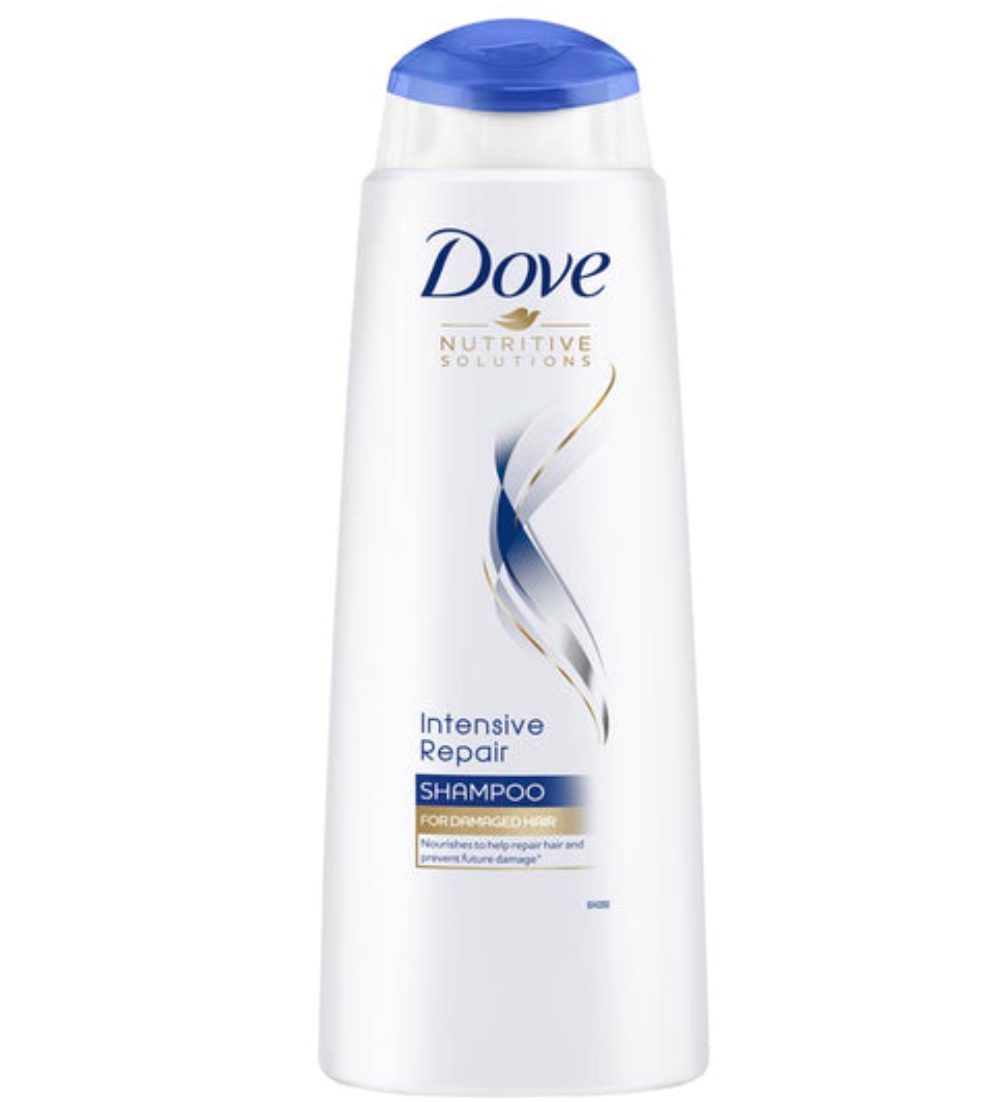 Dove
NUTRITIVE
SOLUTIONS
Intensive
Repair
SHAMPOO
FOR DAMAGED HAIR
Nourishes to help repair hair and
prevent future damage*